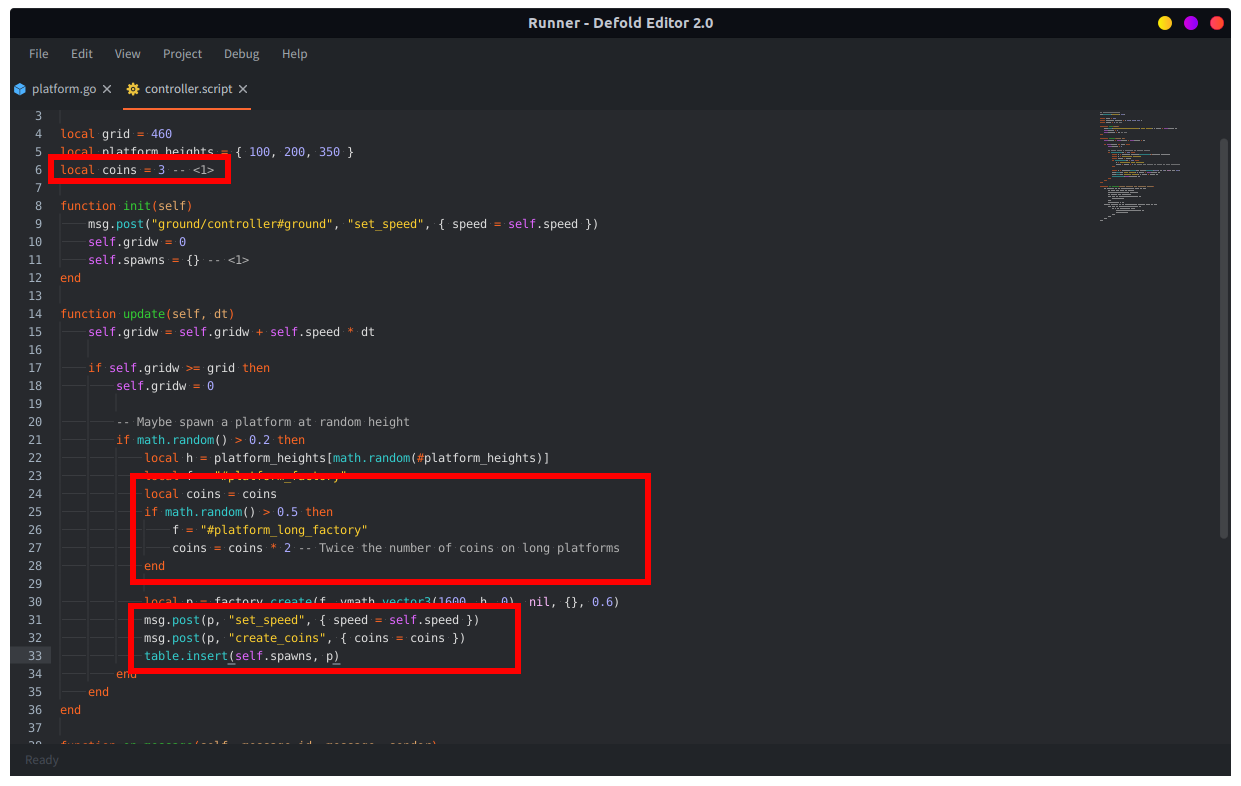 Runner - Defold Editor 2.0
File Edit View Project Debug Help
platform.go × controller.script ×
3
4 local grid = 460
5 local platform_heights = { 100, 200, 350 }
6 local coins = 3 -- <1>
7
8 function init(self)
9 msg.post("ground/controller#ground", "set_speed", { speed = self.speed })
10 self.gridw = 0
11 self.spawns = {} -- <1>
12 end
13
14 function update(self, dt)
15 self.gridw = self.gridw + self.speed * dt
16
17 if self.gridw >= grid then
18 self.gridw = 0
19
20 -- Maybe spawn a platform at random height
21 if math.random() > 0.2 then
22 local h = platform_heights[math.random(#platform_heights)]
23 local f = "#platform_factory"
24 local coins = coins
25 if math.random() > 0.5 then
26 f = "#platform_long_factory"
27 coins = coins * 2 -- Twice the number of coins on long platforms
28 end
29
30 local p = factory.create(f, vmath.vector3(1600, h, 0), nil, {}, 0.6)
31 msg.post(p, "set_speed", { speed = self.speed })
32 msg.post(p, "create_coins", { coins = coins })
33 table.insert(self.spawns, p)
34 end
35 end
36 end
37
38 function on_message(self, message_id, message, sender)
Ready